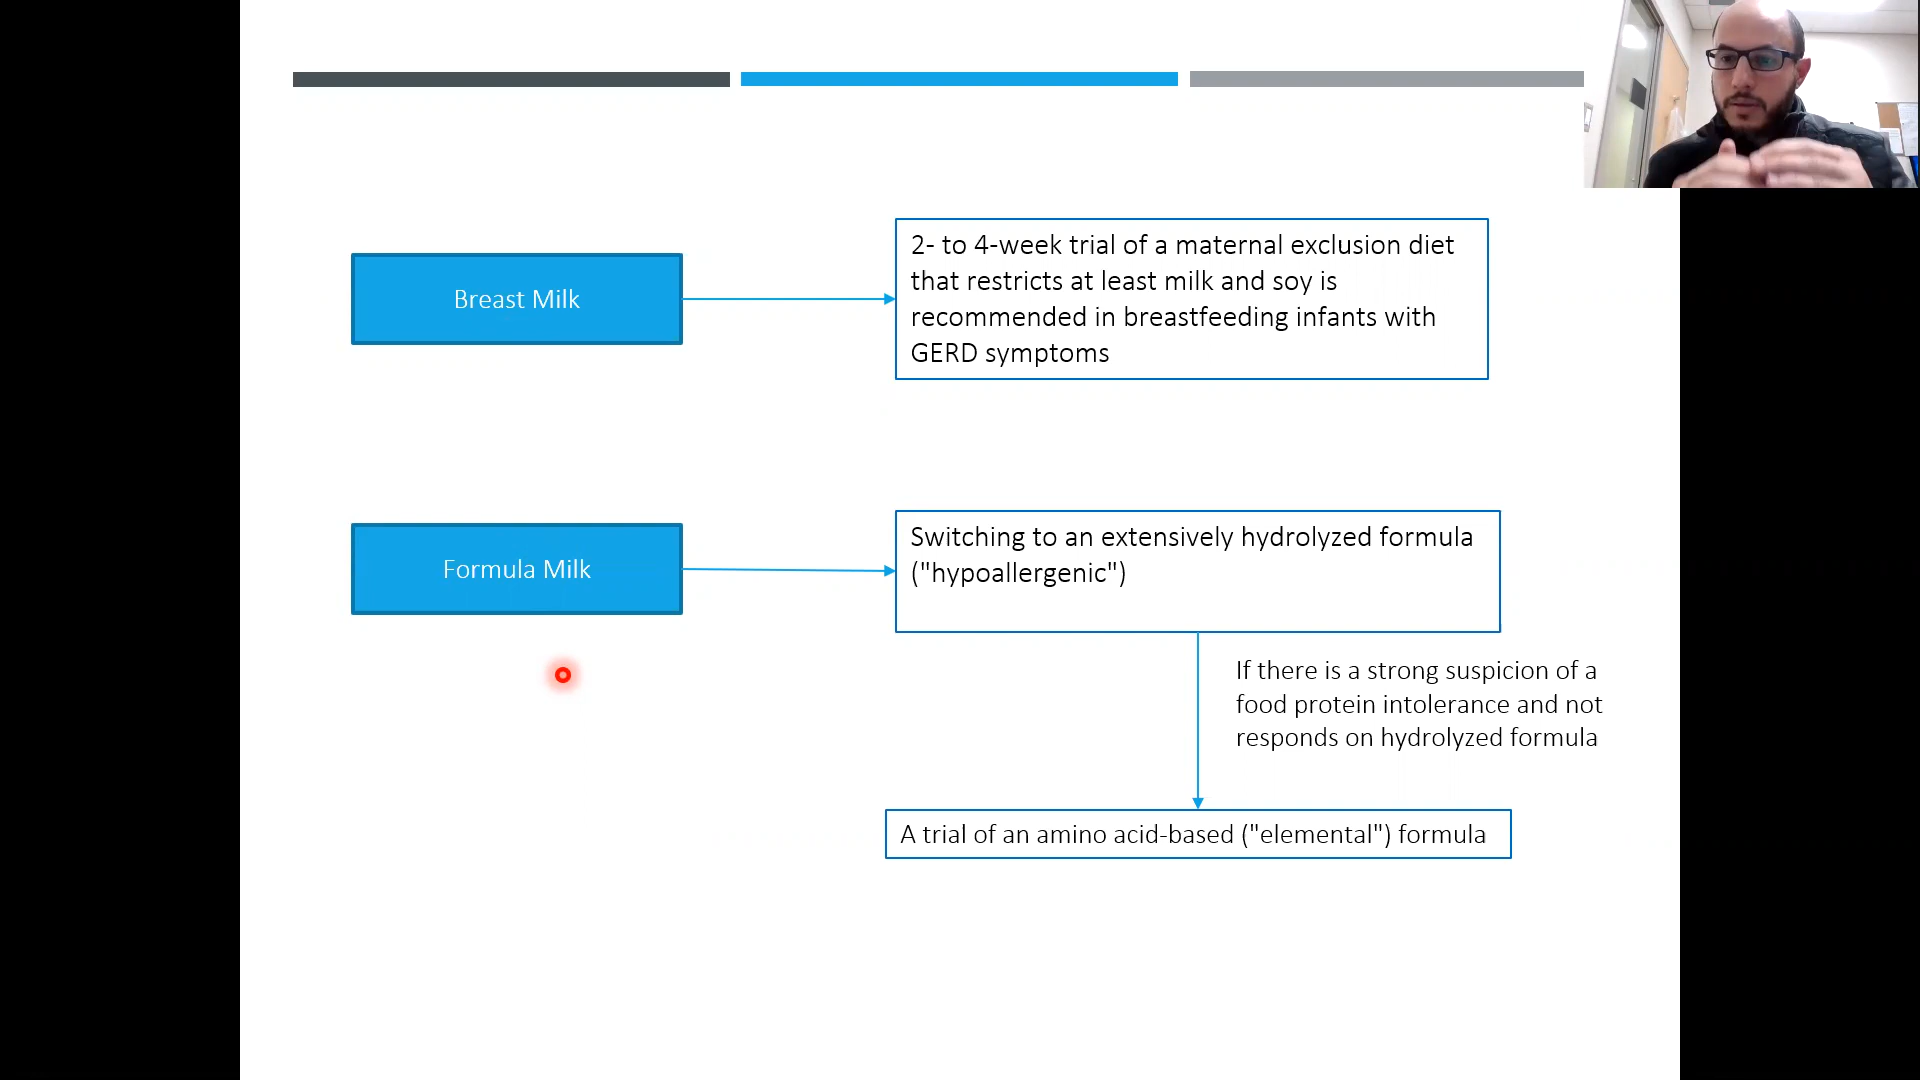 Breast Milk
2- to 4-week trial of a maternal exclusion diet
that restricts at least milk and soy is
recommended in breastfeeding infants with
GERD symptoms
Formula Milk
Switching to an extensively hydrolyzed formula
("hypoallergenic")
If there is a strong suspicion of a
food protein intolerance and not
responds on hydrolyzed formula
A trial of an amino acid-based ("elemental") formula